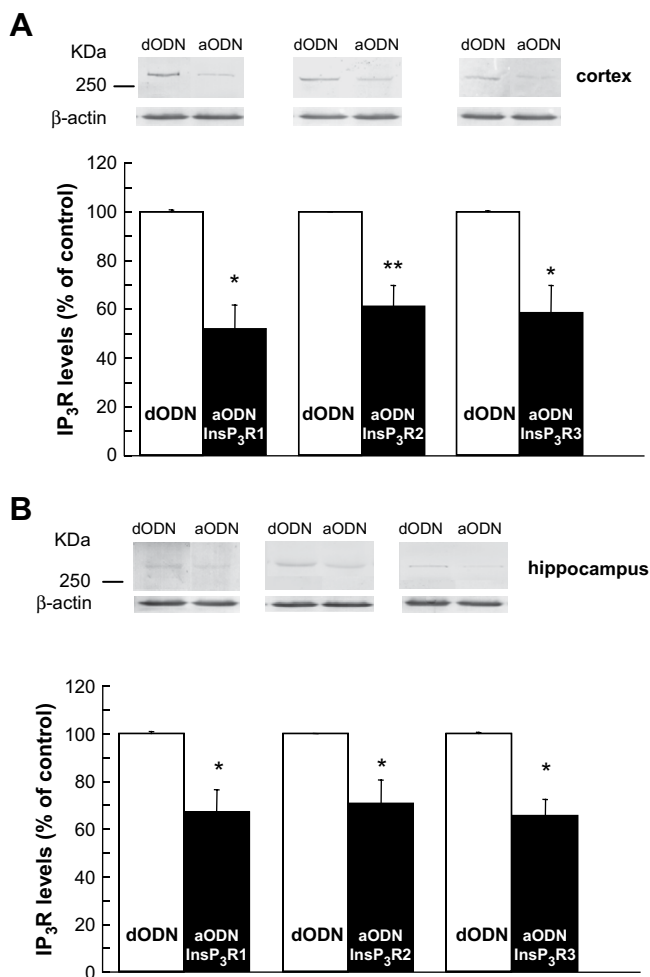 A
KDa
dODN aODN dODN aODN dODN aODN
250
cortex
β-actin
IP3R levels (% of control)
120
100
80
60
40
20
0
*
**
*
dODN
aODN
InsP3R1
dODN
aODN
InsP3R2
dODN
aODN
InsP3R3
B
KDa
dODN aODN dODN aODN dODN aODN
250
hippocampus
β-actin
IP3R levels (% of control)
120
100
80
60
40
20
0
*
*
*
dODN
aODN
InsP3R1
dODN
aODN
InsP3R2
dODN
aODN
InsP3R3